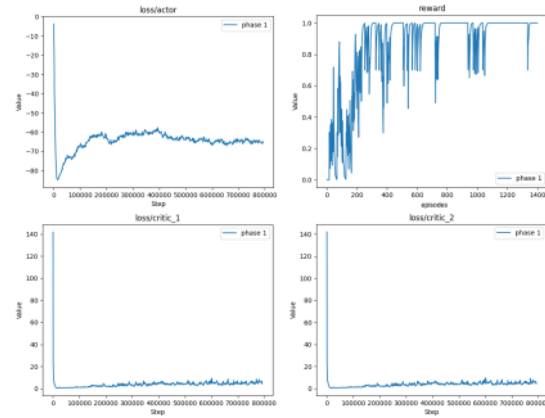 loss/actor
0
−10
−20
−30
−40
−50
−60
−70
−80
Value
phase 1
0 100000 200000 300000 400000 500000 600000 700000 800000
Step
reward
1.0
0.8
0.6
0.4
0.2
0.0
Value
phase 1
0 200 400 600 800 1000 1200 1400
episodes
loss/critic_1
140
120
100
80
60
40
20
0
Value
phase 1
0 100000 200000 300000 400000 500000 600000 700000 800000
Step
loss/critic_2
140
120
100
80
60
40
20
0
Value
phase 1
0 100000 200000 300000 400000 500000 600000 700000 800000
Step